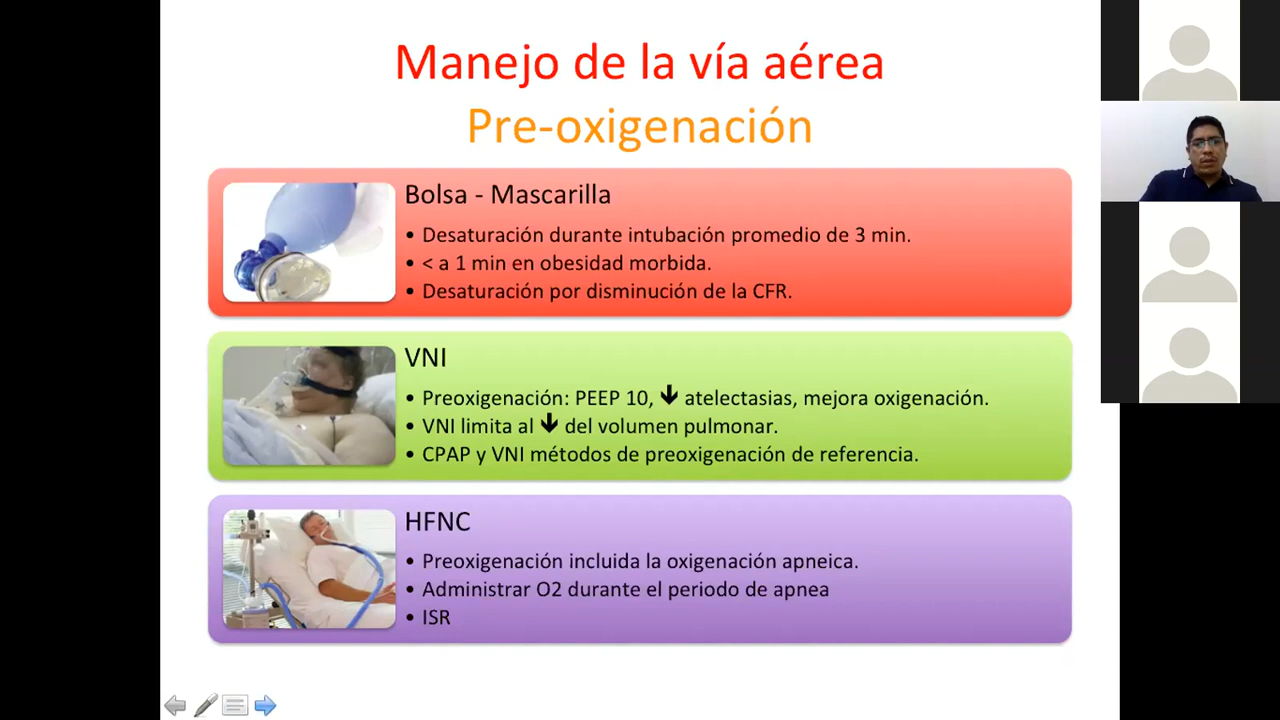 Manejo de la vía aérea
Pre-oxigenación
Bolsa - Mascarilla
• Desaturación durante intubación promedio de 3 min.
• < a 1 min en obesidad morbida.
• Desaturación por disminución de la CFR.
VNI
• Preoxigenación: PEEP 10, 🡻 atelectasias, mejora oxigenación.
• VNI limita al 🡻 del volumen pulmonar.
• CPAP y VNI métodos de preoxigenación de referencia.
HFNC
• Preoxigenación incluida la oxigenación apneica.
• Administrar O2 durante el periodo de apnea
• ISR